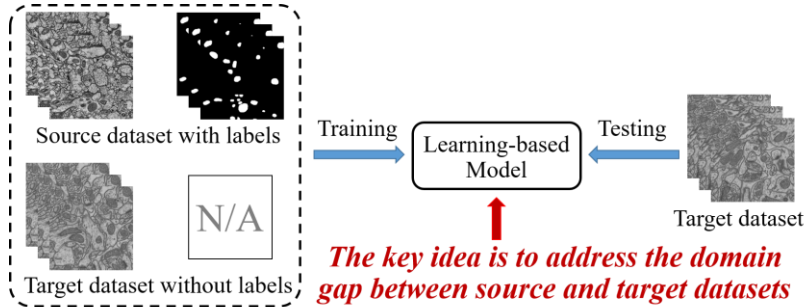 Source dataset with labels
N/A
Target dataset without labels
Training
Learning-based
Model
Testing
Target dataset
The key idea is to address the domain
gap between source and target datasets